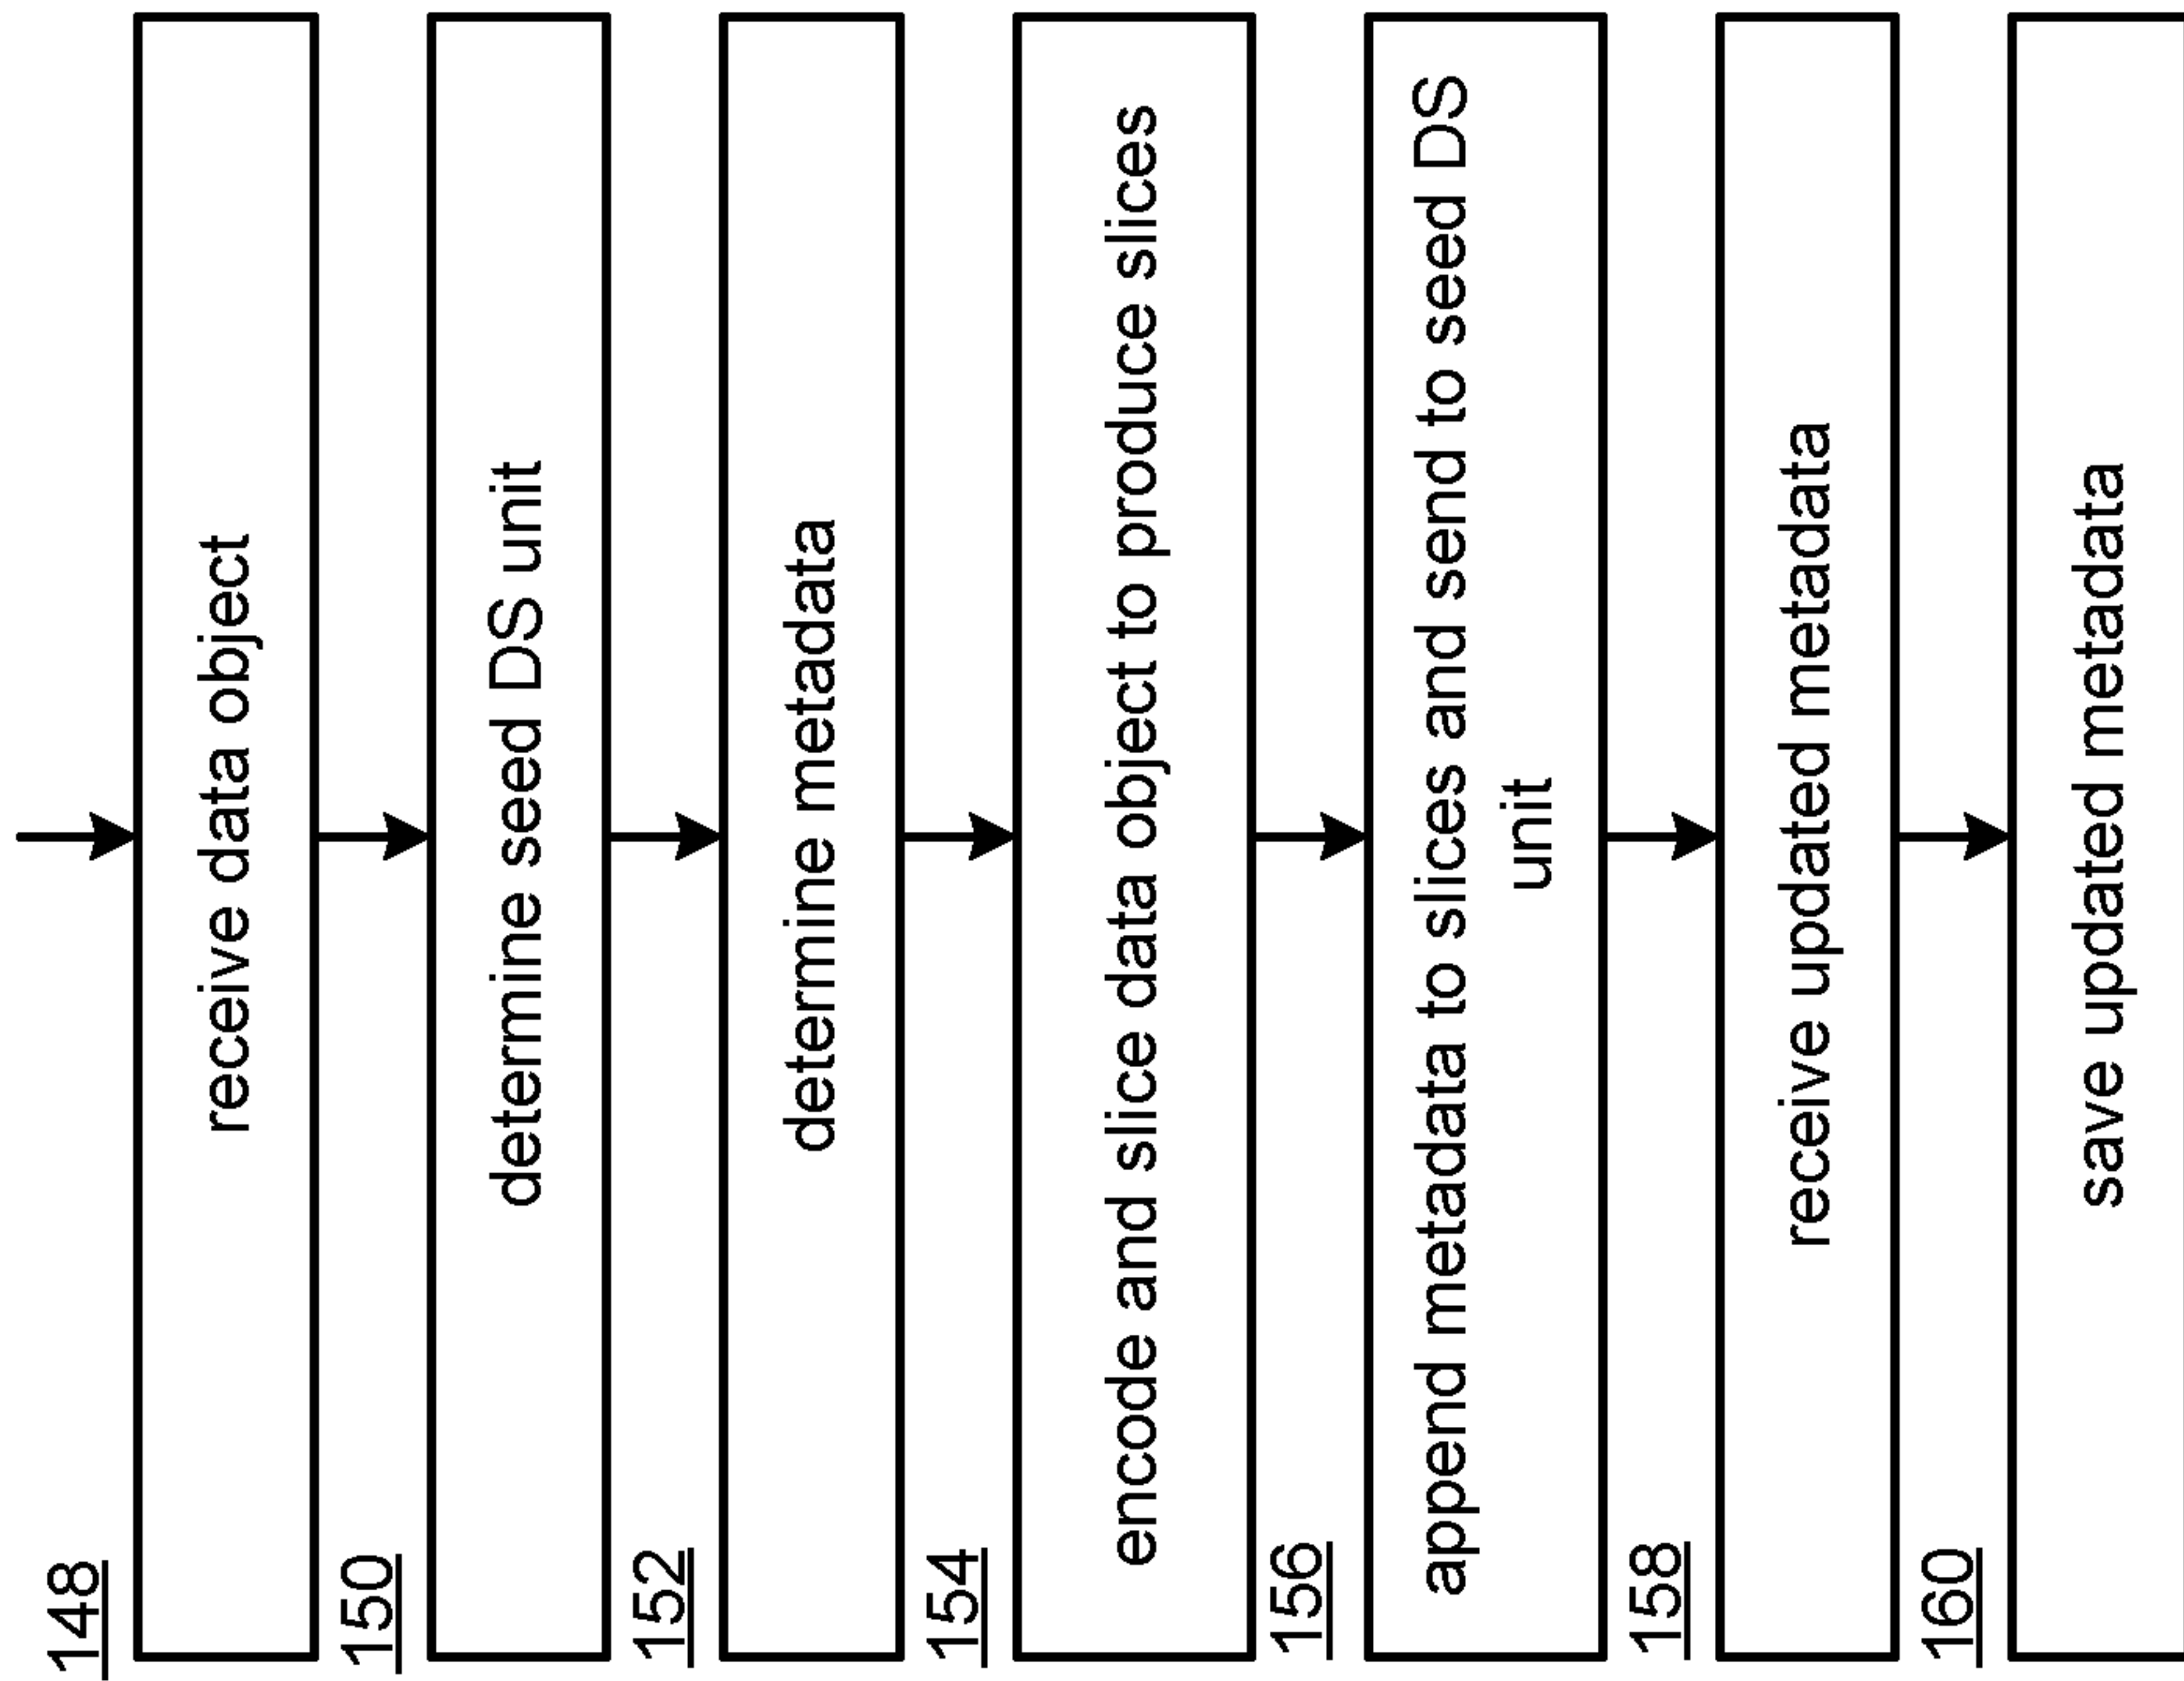 148
receive data object
150
determine seed DS unit
152
determine metadata
154
encode and slice data object to produce slices
156
append metadata to slices and send to seed DS
unit
158
receive updated metadata
160
save updated metadata